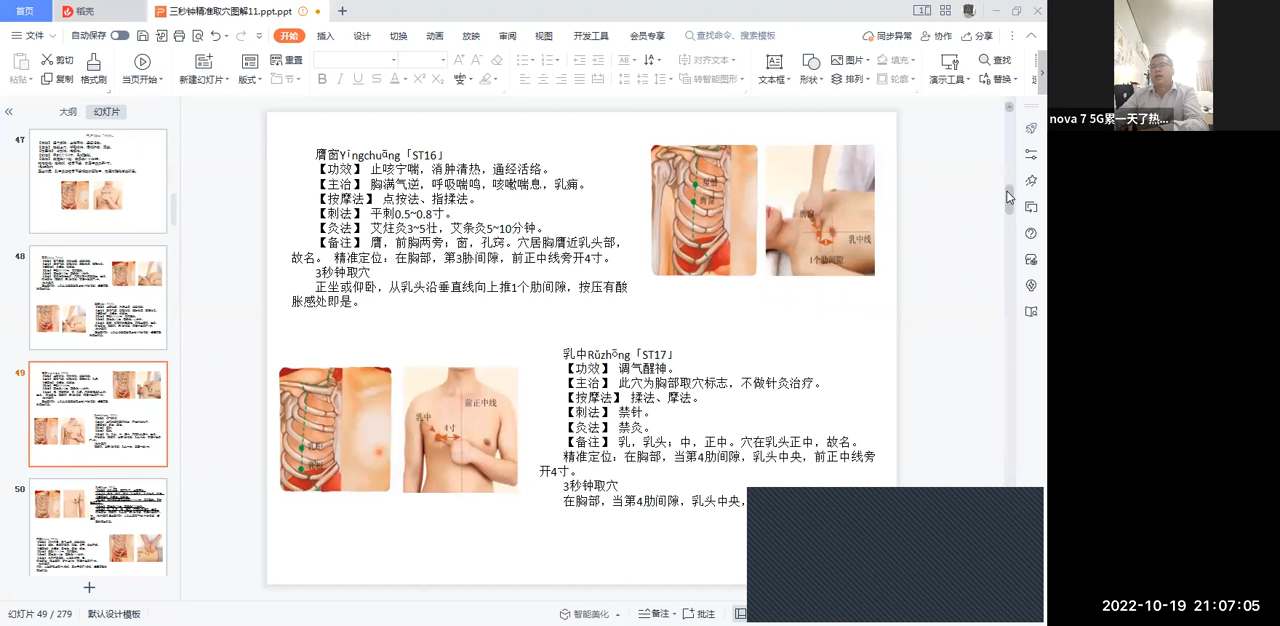 首页
稻壳
三秒钟精准取穴图解11.ppt.ppt
文件
自动保存
开始
插入
设计
切换
动画
放映
审阅
视图
开发工具
会员专享
查找命令、搜索模板
同步异常
协作
分享
粘贴
剪切
复制
格式刷
当页开始
新建幻灯片
版式
重置
节
对齐文本
转智能图形
文本框
形状
图片
排列
填充
轮廓
演示工具
查找
替换
大纲
幻灯片
47
48
49
50
膺窗Yīngchuāng「ST16」
【功效】 止咳宁喘，消肿清热，通经活络。
【主治】 胸满气逆，呼吸喘鸣，咳嗽喘息，乳痈。
【按摩法】 点按法、指揉法。
【刺法】 平刺0.5~0.8寸。
【灸法】 艾炷灸3~5壮，艾条灸5~10分钟。
【备注】 膺，前胸两旁；窗，孔窍。穴居胸膺近乳头部，
故名。 精准定位：在胸部，第3肋间隙，前正中线旁开4寸。
3秒钟取穴
正坐或仰卧，从乳头沿垂直线向上推1个肋间隙，按压有酸
胀感处即是。
屋翳
膺窗
膺窗
乳中线
1个肋间隙
乳中Rǔzhōng「ST17」
【功效】 调气醒神。
【主治】 此穴为胸部取穴标志，不做针灸治疗。
【按摩法】 揉法、摩法。
【刺法】 禁针。
【灸法】 禁灸。
【备注】 乳，乳头；中，正中。穴在乳头正中，故名。
精准定位：在胸部，当第4肋间隙，乳头中央，前正中线旁
开4寸。
3秒钟取穴
在胸部，当第4肋间隙，乳头中央，
乳中
乳根
乳中
前正中线
4寸
幻灯片 49 / 279
默认设计模板
智能美化
备注
批注
nova 7 5G累一天了热...
2022-10-19 21:07:05